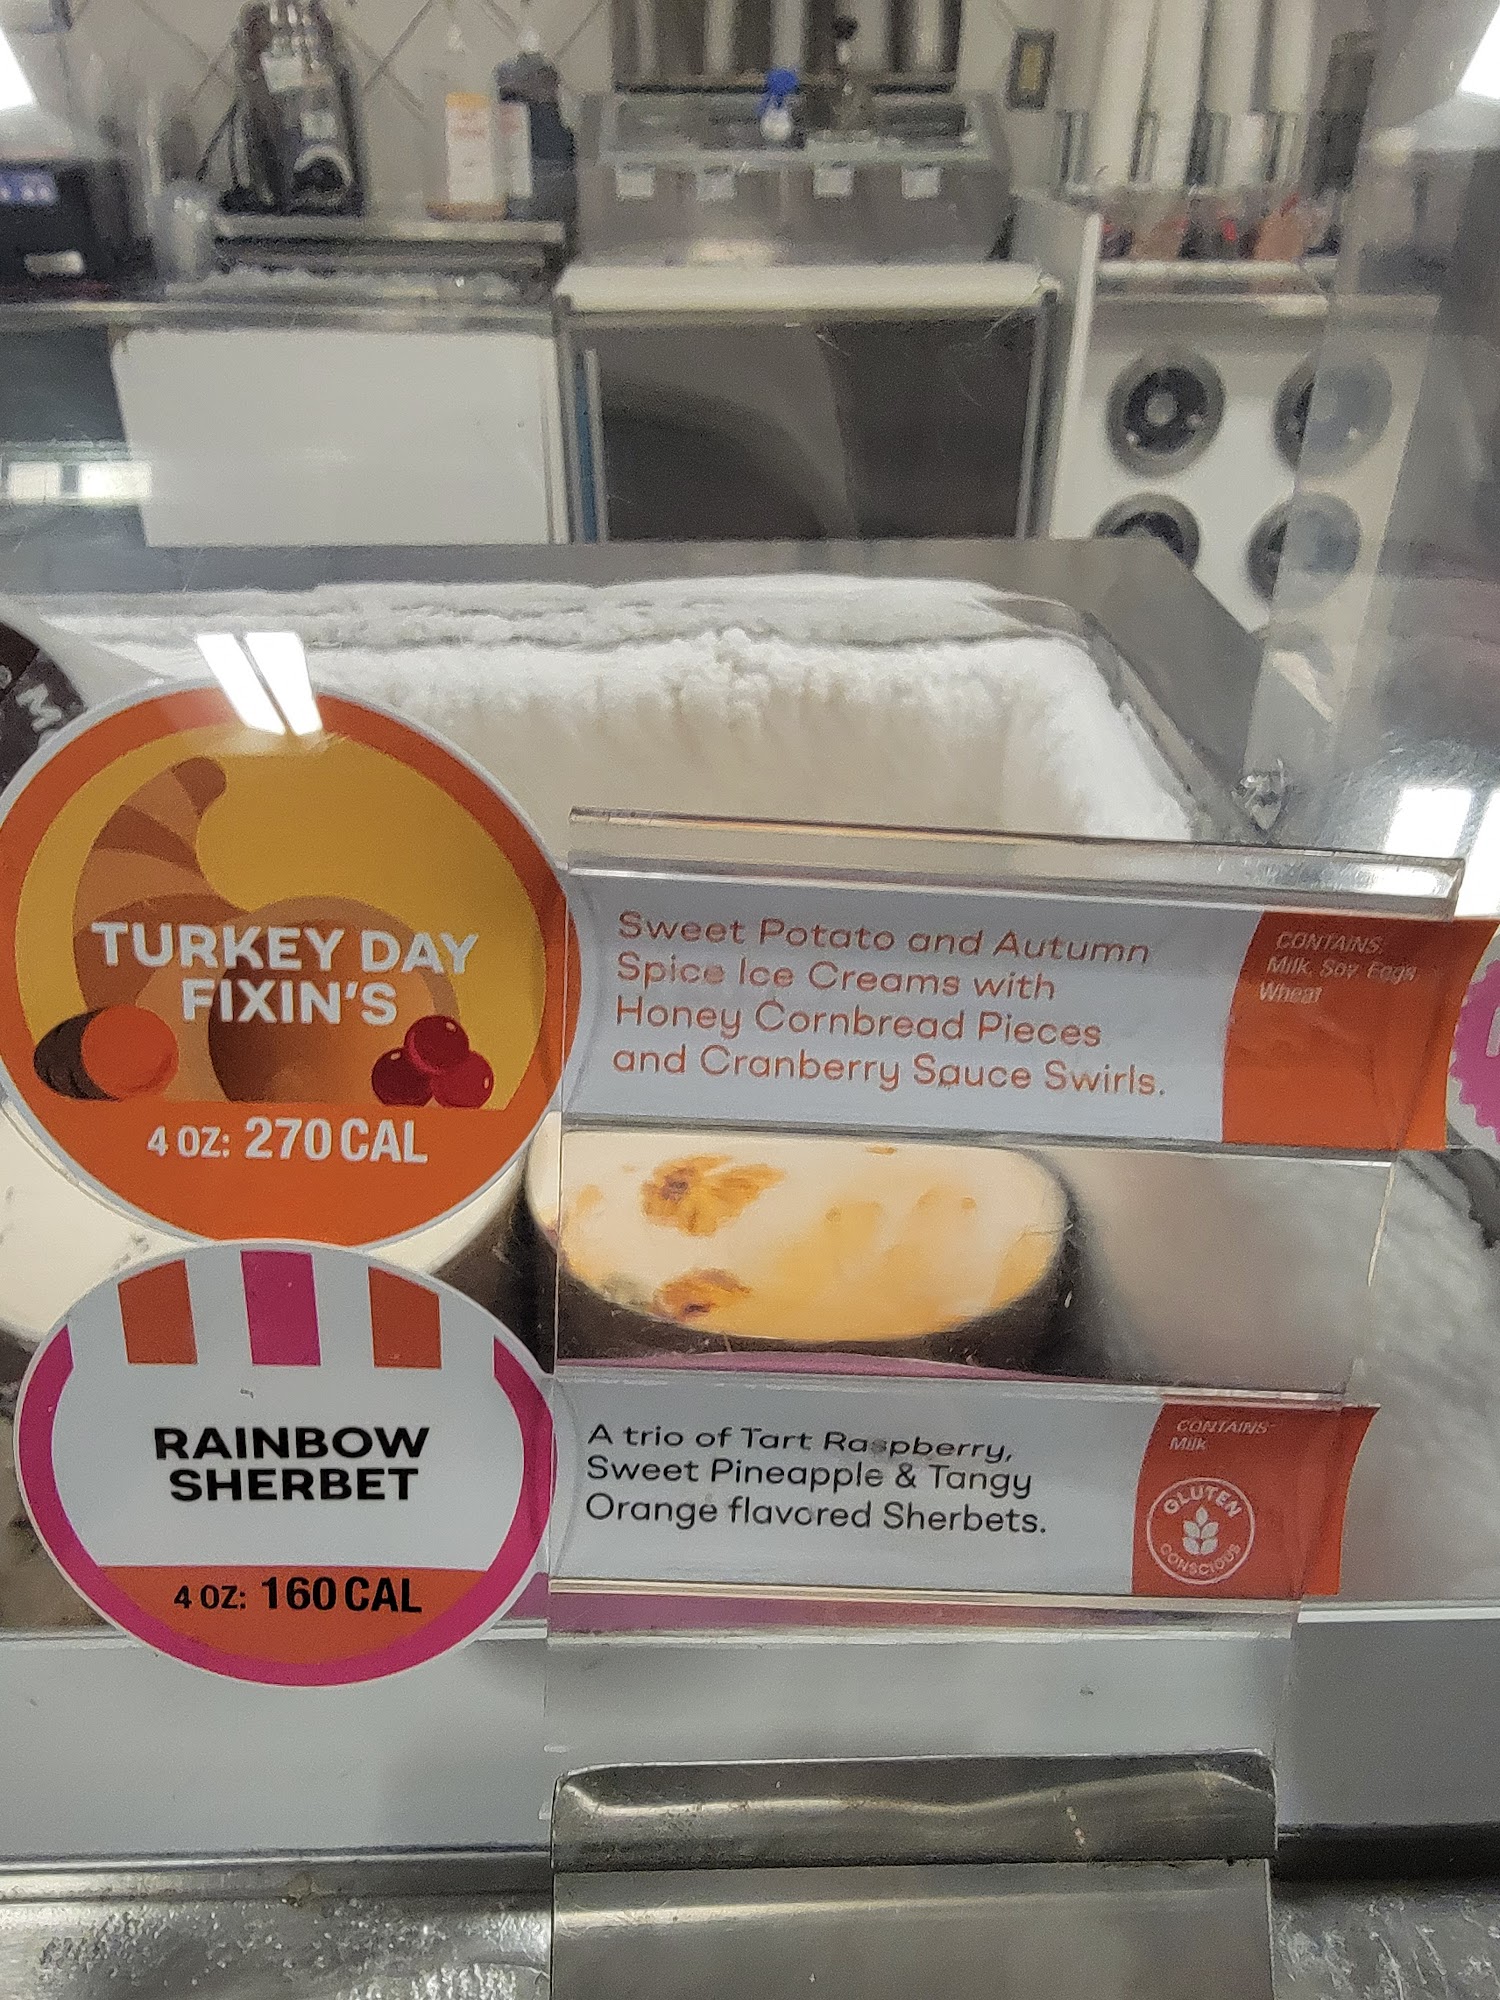 TURKEY DAY
FIXIN'S
4 OZ: 270 CAL
Sweet Potato and Autumn
Spice Ice Creams with
Honey Cornbread Pieces
and Cranberry Sauce Swirls.
CONTAINS:
Milk, Soy, Eggs,
Wheat
RAINBOW
SHERBET
4 OZ: 160 CAL
A trio of Tart Raspberry,
Sweet Pineapple & Tangy
Orange flavored Sherbets.
CONTAINS:
Milk
GLUTEN
CONSCIOUS